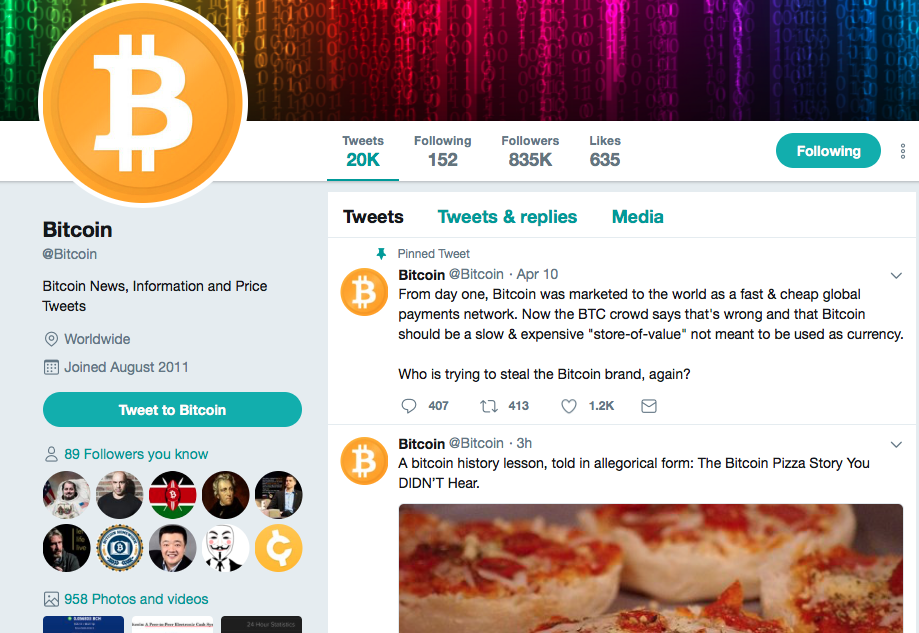 Tweets
20K
Following
152
Followers
835K
Likes
635
Following
Bitcoin
@Bitcoin
Bitcoin News, Information and Price
Tweets
Worldwide
Joined August 2011
Tweet to Bitcoin
89 Followers you know
958 Photos and videos
24 Hour Statistics
Tweets
Tweets & replies
Media
Pinned Tweet
Bitcoin @Bitcoin · Apr 10
From day one, Bitcoin was marketed to the world as a fast & cheap global
payments network. Now the BTC crowd says that's wrong and that Bitcoin
should be a slow & expensive "store-of-value" not meant to be used as currency.
Who is trying to steal the Bitcoin brand, again?
407
413
1.2K
Bitcoin @Bitcoin · 3h
A bitcoin history lesson, told in allegorical form: The Bitcoin Pizza Story You
DIDN'T Hear.